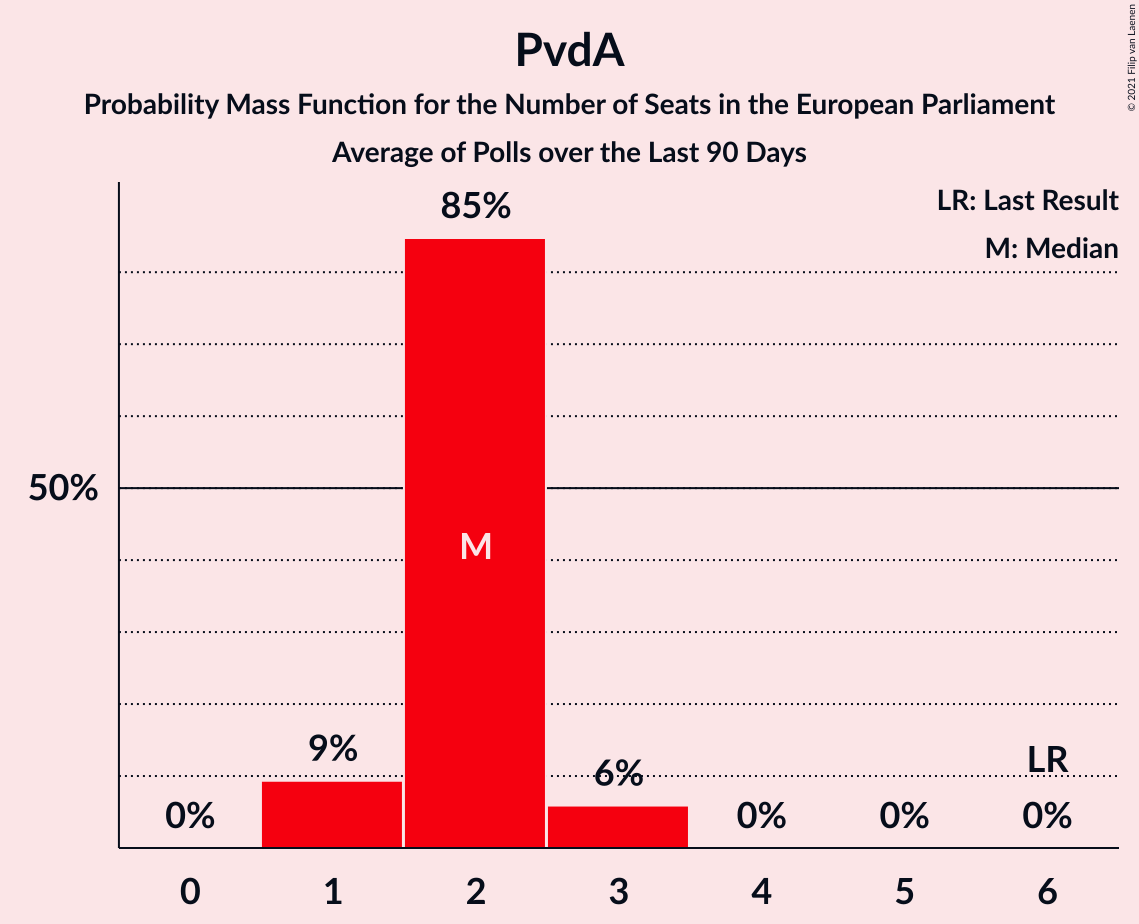 PvdA
Probability Mass Function for the Number of Seats in the European Parliament
Average of Polls over the Last 90 Days
© 2021 Filip van Laenen
LR: Last Result
M: Median
85%
50%
M
9%
6%
LR
0%
0%
0%
0%
0 1 2 3 4 5 6